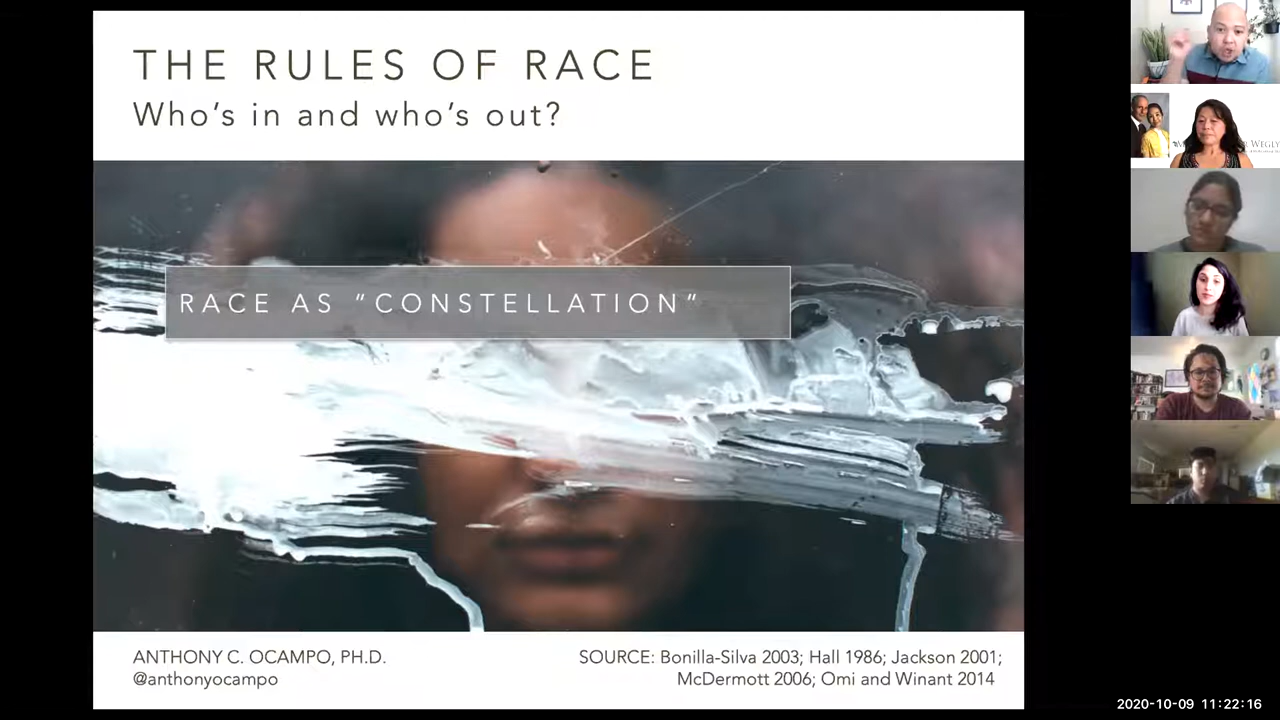 THE RULES OF RACE
Who's in and who's out?
RACE AS “CONSTELLATION“
ANTHONY C. OCAMPO, PH.D.
@anthonyocampo
SOURCE: Bonilla-Silva 2003; Hall 1986; Jackson 2001;
McDermott 2006; Omi and Winant 2014
WEGLY
2020-10-09 11:22:16